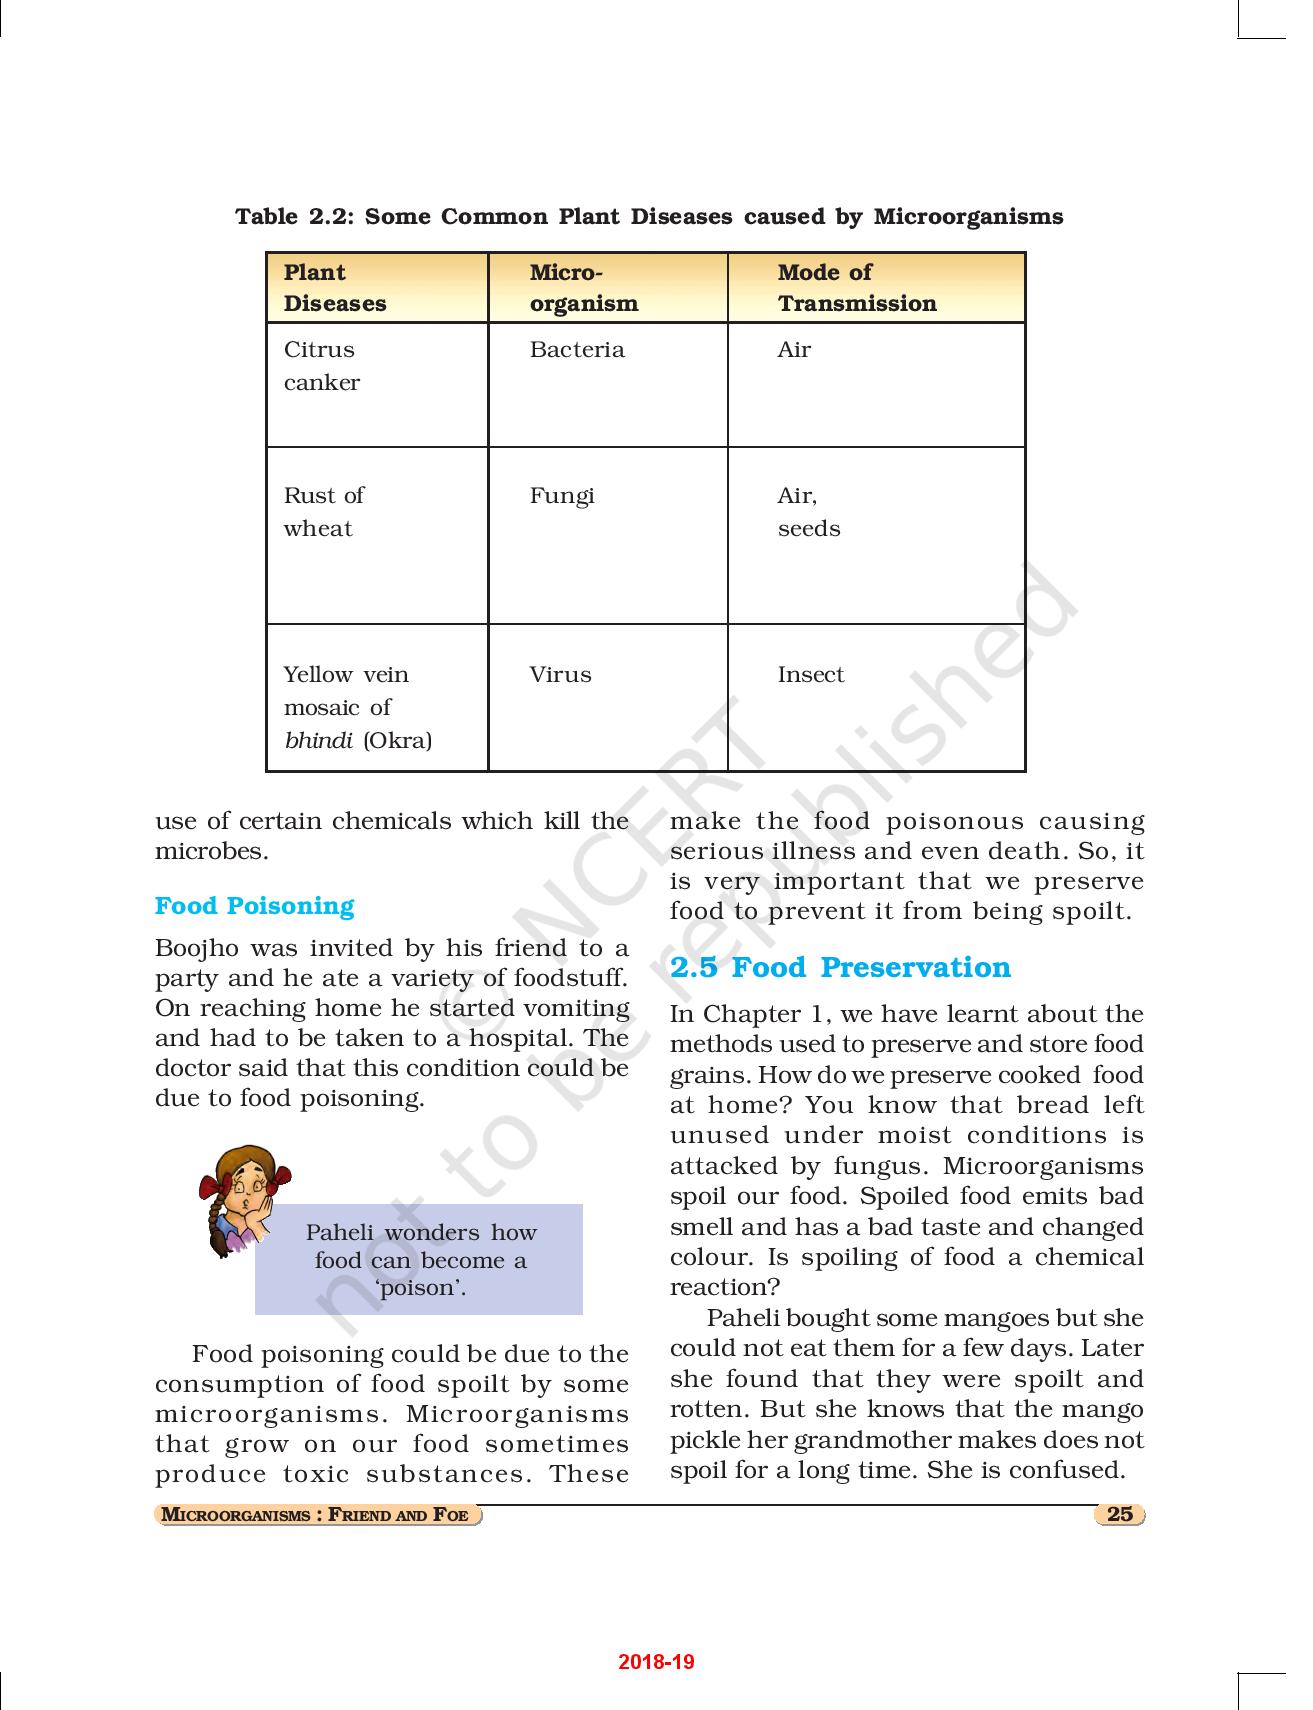 Table 2.2: Some Common Plant Diseases caused by Microorganisms
Plant
Diseases
Micro-
organism
Mode of
Transmission
Citrus
canker
Bacteria
Air
Rust of
wheat
Fungi
Air,
seeds
Yellow vein
mosaic of
bhindi (Okra)
Virus
Insect
use of certain chemicals which kill the
microbes.
Food Poisoning
Boojho was invited by his friend to a
party and he ate a variety of foodstuff.
On reaching home he started vomiting
and had to be taken to a hospital. The
doctor said that this condition could be
due to food poisoning.
Paheli wonders how
food can become a
‘poison’.
Food poisoning could be due to the
consumption of food spoilt by some
microorganisms. Microorganisms
that grow on our food sometimes
produce toxic substances. These
make the food poisonous causing
serious illness and even death. So, it
is very important that we preserve
food to prevent it from being spoilt.
2.5 Food Preservation
In Chapter 1, we have learnt about the
methods used to preserve and store food
grains. How do we preserve cooked food
at home? You know that bread left
unused under moist conditions is
attacked by fungus. Microorganisms
spoil our food. Spoiled food emits bad
smell and has a bad taste and changed
colour. Is spoiling of food a chemical
reaction?
Paheli bought some mangoes but she
could not eat them for a few days. Later
she found that they were spoilt and
rotten. But she knows that the mango
pickle her grandmother makes does not
spoil for a long time. She is confused.
MICROORGANISMS : FRIEND AND FOE
25
2018-19
© NCERT
not to be republished